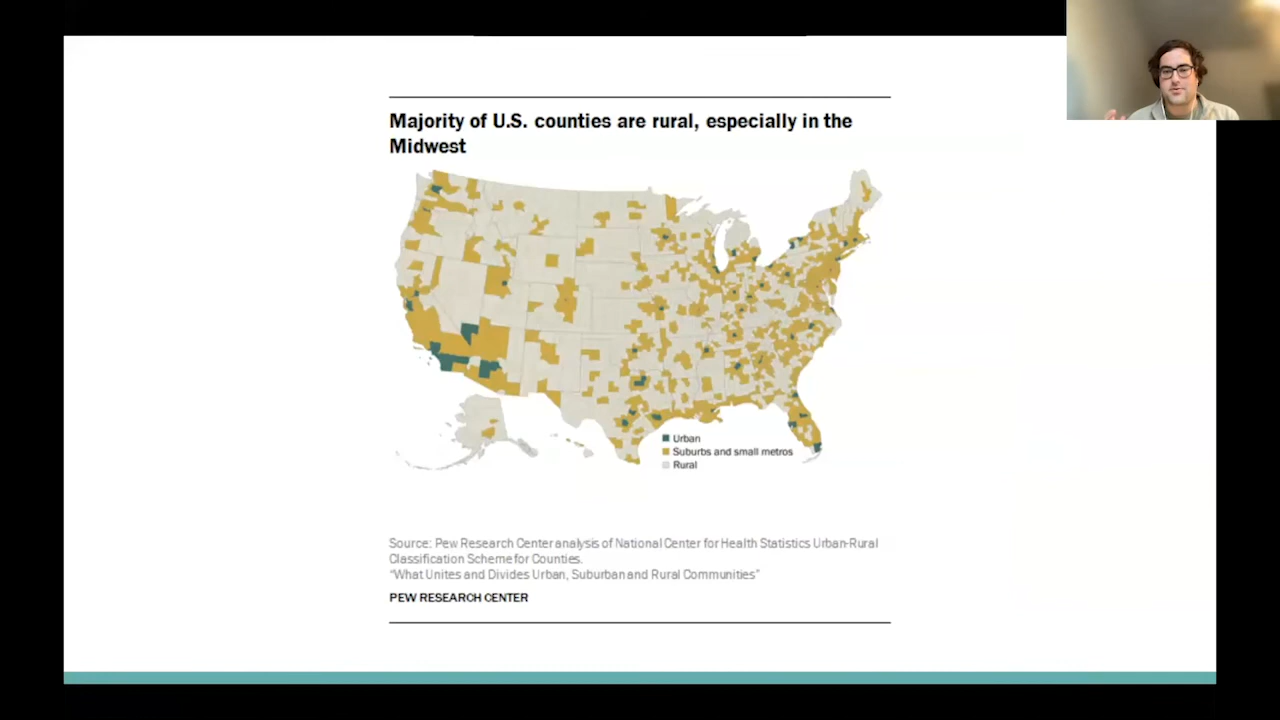 Majority of U.S. counties are rural, especially in the
Midwest
Urban
Suburbs and small metros
Rural
Source: Pew Research Center analysis of National Center for Health Statistics Urban-Rural
Classification Scheme for Counties.
“What Unites and Divides Urban, Suburban and Rural Communities”
PEW RESEARCH CENTER